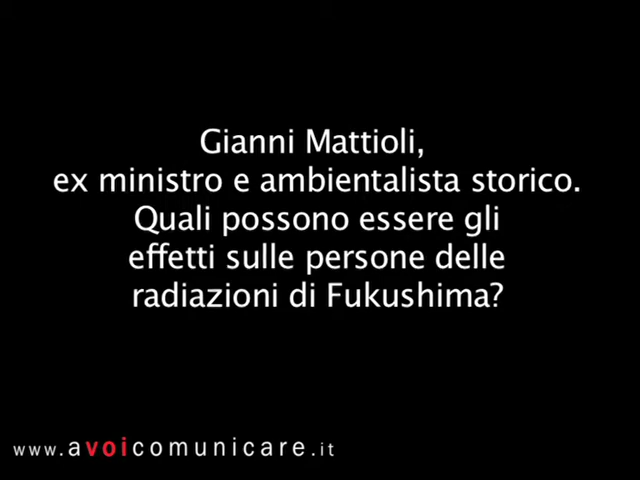 Gianni Mattioli,
ex ministro e ambientalista storico.
Quali possono essere gli
effetti sulle persone delle
radiazioni di Fukushima?
www.avoicomunicare.it